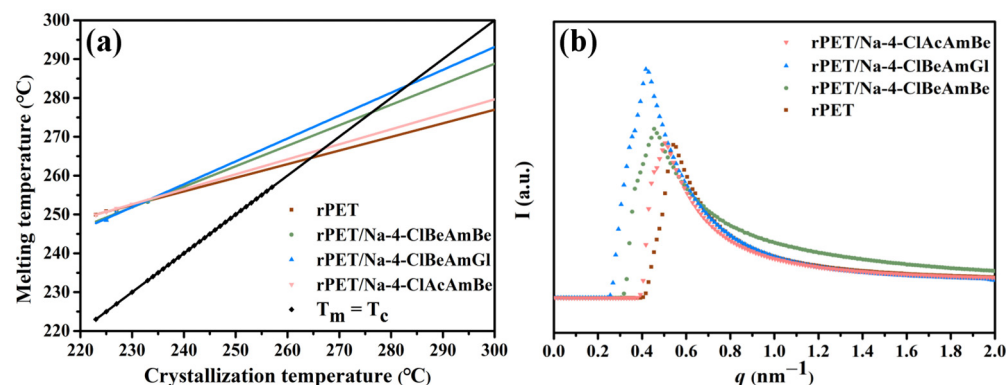 (a)
Melting temperature (℃)
300
290
280
270
260
250
240
230
220
rPET
rPET/Na-4-ClBeAmBe
rPET/Na-4-ClBeAmGl
rPET/Na-4-ClAcAmBe
Tm = Tc
220 230 240 250 260 270 280 290 300
Crystallization temperature (℃)
(b)
I (a.u.)
rPET/Na-4-ClAcAmBe
rPET/Na-4-ClBeAmGl
rPET/Na-4-ClBeAmBe
rPET
0.0 0.2 0.4 0.6 0.8 1.0 1.2 1.4 1.6 1.8 2.0
q (nm⁻¹)